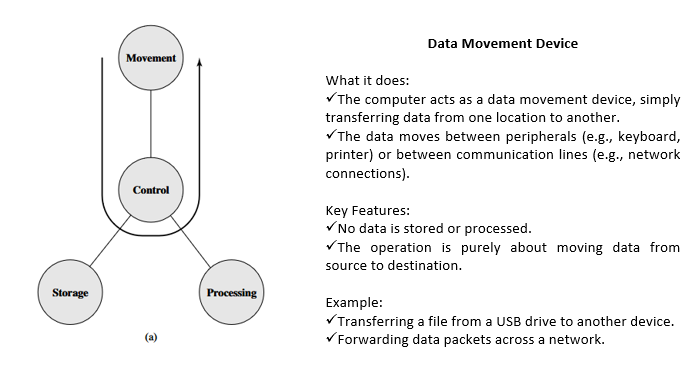 Movement
Control
Storage
Processing
(a)
Data Movement Device
What it does:
✓The computer acts as a data movement device, simply
transferring data from one location to another.
✓The data moves between peripherals (e.g., keyboard,
printer) or between communication lines (e.g., network
connections).
Key Features:
✓No data is stored or processed.
✓The operation is purely about moving data from
source to destination.
Example:
✓Transferring a file from a USB drive to another device.
✓Forwarding data packets across a network.